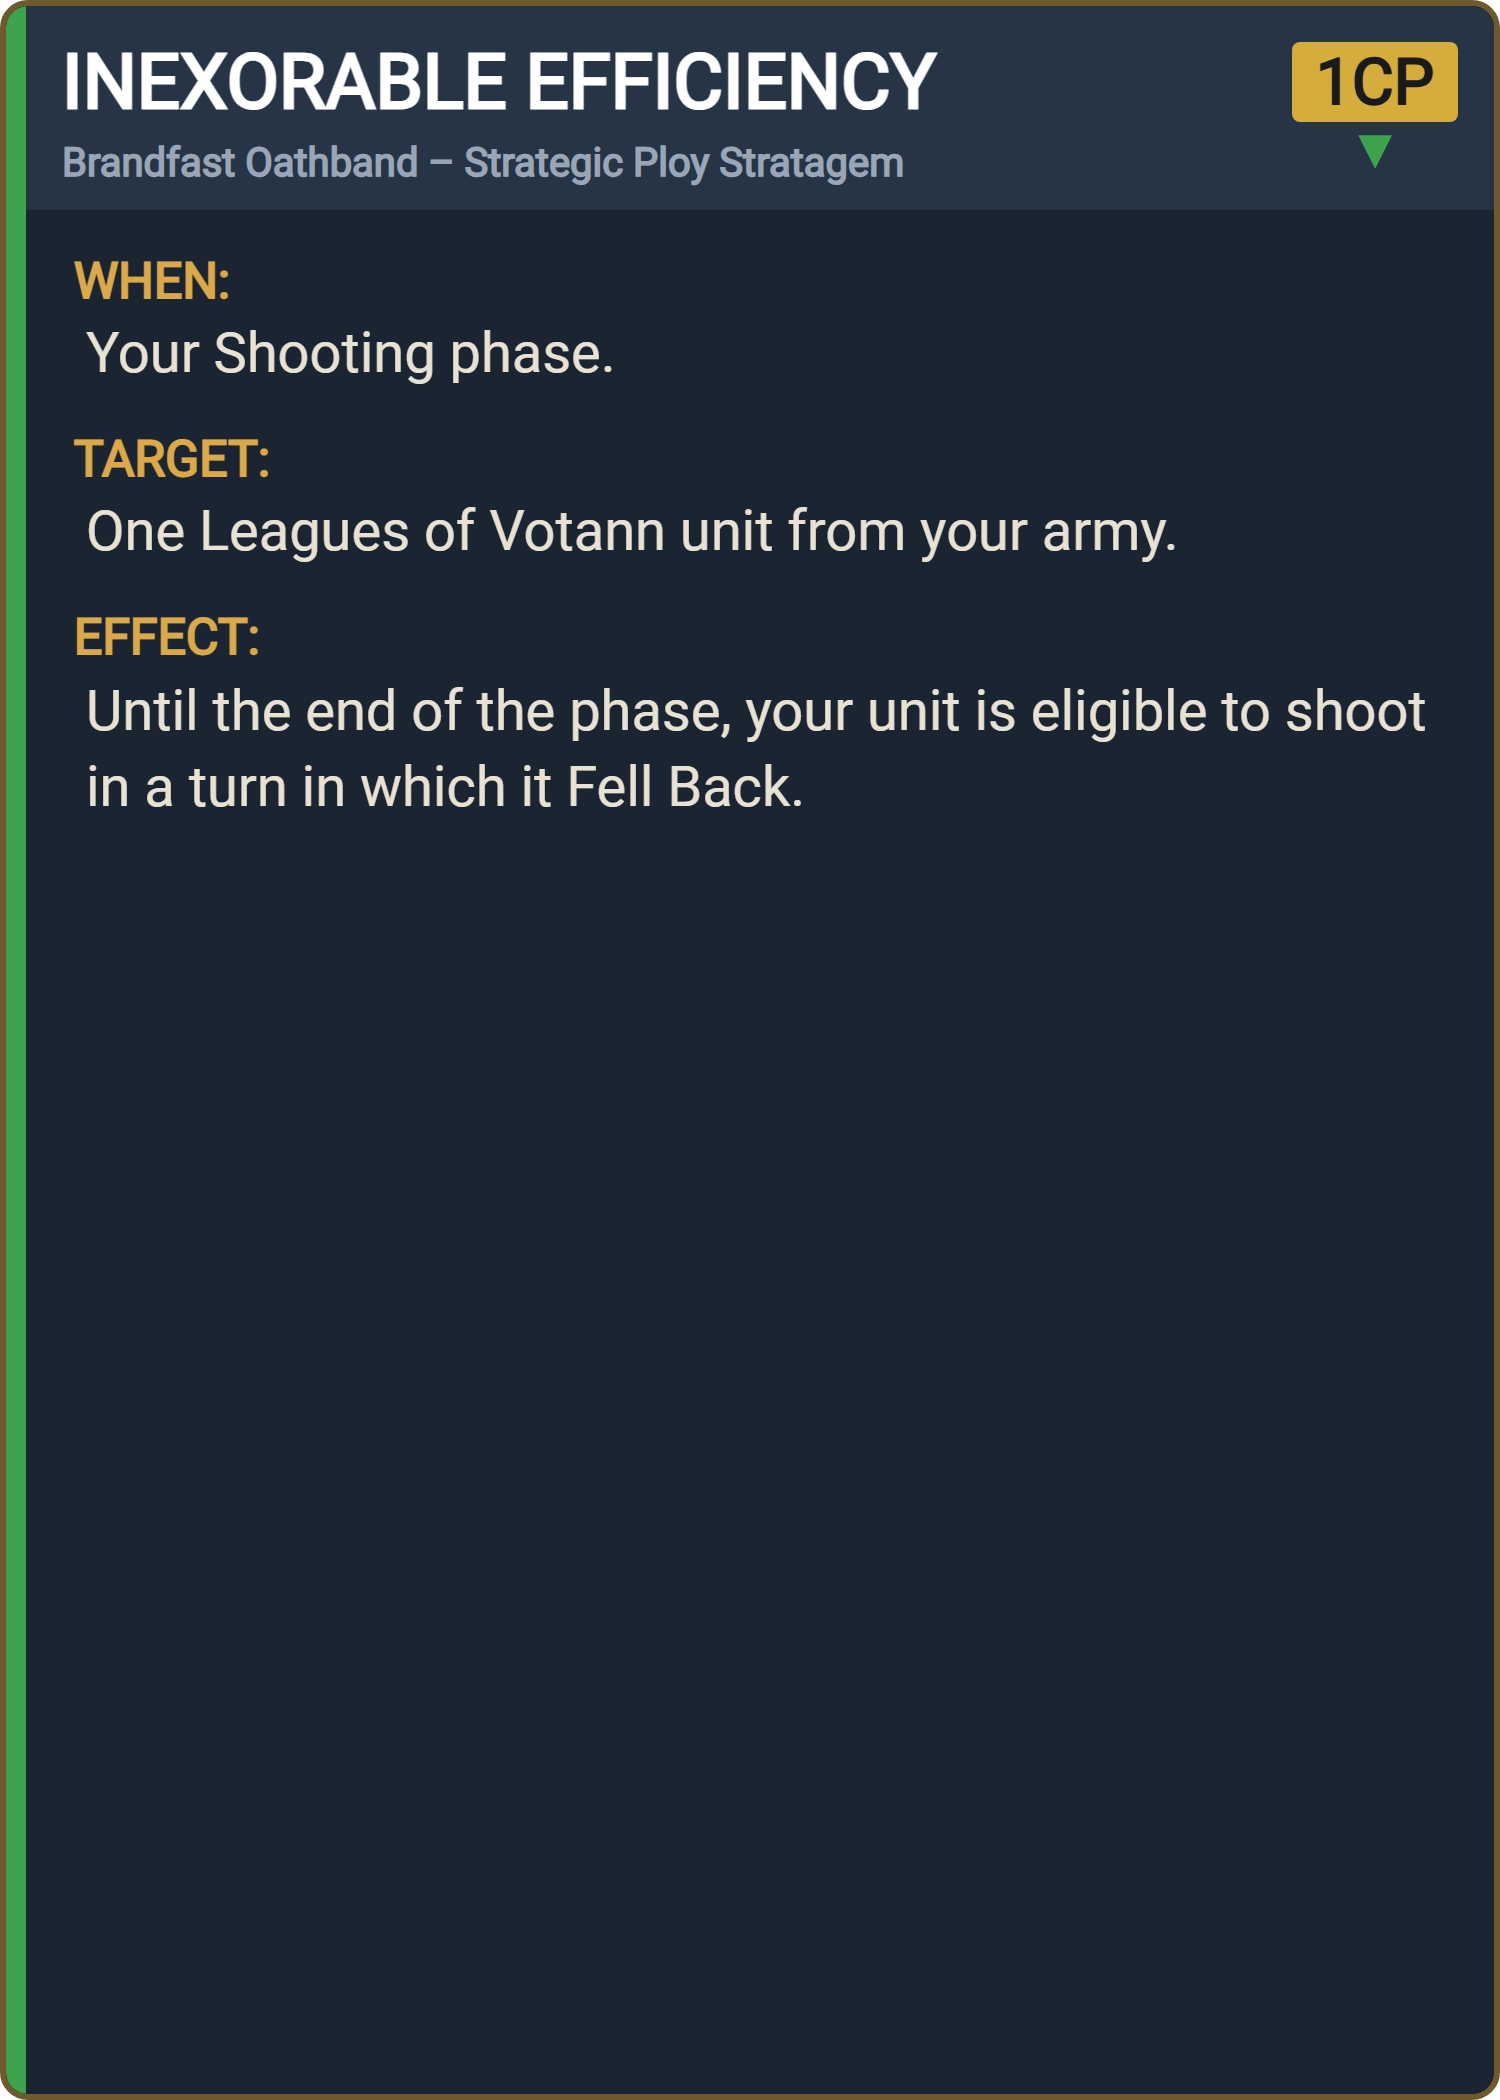 INEXORABLE EFFICIENCY
1CP
Brandfast Oathband – Strategic Ploy Stratagem
WHEN:
Your Shooting phase.
TARGET:
One Leagues of Votann unit from your army.
EFFECT:
Until the end of the phase, your unit is eligible to shoot
in a turn in which it Fell Back.